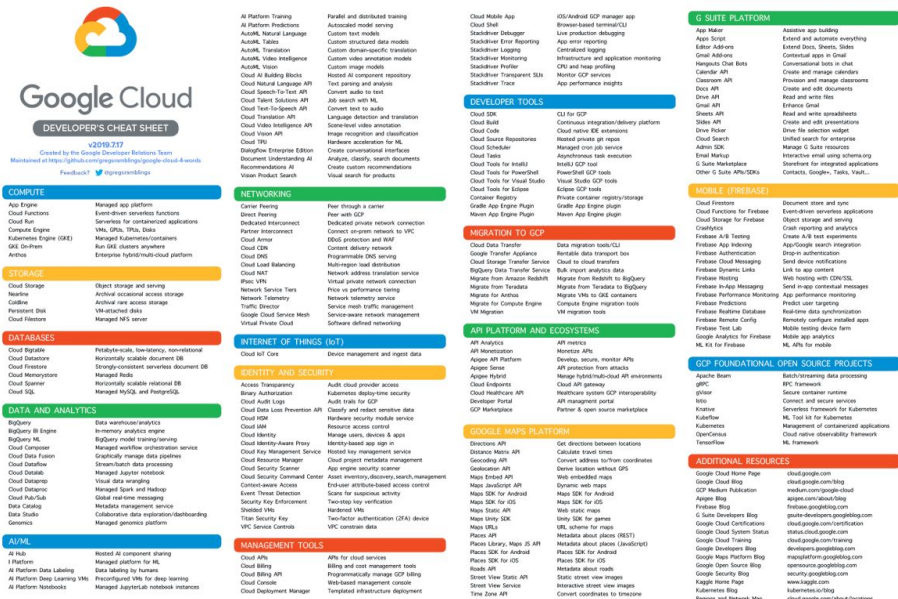 Google Cloud
DEVELOPER'S CHEAT SHEET
v2019.7.17
Created by the Google Developer Relations Team
Maintained at https://github.com/gregsramblings/google-cloud-4-words
Feedback? @gregsramblings
COMPUTE
App Engine Managed app platform
Cloud Functions Event-driven serverless functions
Cloud Run Serverless for containerized applications
Compute Engine VMs, GPUs, TPUs, Disks
Kubernetes Engine (GKE) Managed Kubernetes/containers
GKE On-Prem Run GKE clusters anywhere
Anthos Enterprise hybrid/multi-cloud platform
STORAGE
Cloud Storage Object storage and serving
Nearline Archival occasional access storage
Coldline Archival rare access storage
Persistent Disk VM-attached disks
Cloud Filestore Managed NFS server
DATABASES
Cloud Bigtable Petabyte-scale, low-latency, non-relational
Cloud Datastore Horizontally scalable document DB
Cloud Firestore Strongly-consistent serverless document DB
Cloud Memorystore Managed Redis
Cloud Spanner Horizontally scalable relational DB
Cloud SQL Managed MySQL and PostgreSQL
DATA AND ANALYTICS
BigQuery Data warehouse/analytics
BigQuery BI Engine In-memory analytics engine
BigQuery ML BigQuery model training/serving
Cloud Composer Managed workflow orchestration service
Cloud Data Fusion Graphically manage data pipelines
Cloud Dataflow Stream/batch data processing
Cloud Datalab Managed Jupyter notebook
Cloud Dataprep Visual data wrangling
Cloud Dataproc Managed Spark and Hadoop
Cloud Pub/Sub Global real-time messaging
Data Catalog Metadata management service
Data Studio Collaborative data exploration/dashboarding
Genomics Managed genomics platform
AI/ML
AI Hub Hosted AI component sharing
I Platform Managed platform for ML
AI Platform Data Labeling Data labeling by humans
AI Platform Deep Learning VMs Preconfigured VMs for deep learning
AI Platform Notebooks Managed JupyterLab notebook instances
AI Platform Training Parallel and distributed training
AI Platform Predictions Autoscaled model serving
AutoML Natural Language Custom text models
AutoML Tables Custom structured data models
AutoML Translation Custom domain-specific translation
AutoML Video Intelligence Custom video annotation models
AutoML Vision Custom image models
Cloud AI Building Blocks Hosted AI component repository
Cloud Natural Language API Text parsing and analysis
Cloud Speech-To-Text API Convert audio to text
Cloud Talent Solutions API Job search with ML
Cloud Text-To-Speech API Convert text to audio
Cloud Translation API Language detection and translation
Cloud Video Intelligence API Scene-level video annotation
Cloud Vision API Image recognition and classification
Cloud TPU Hardware acceleration for ML
Dialogflow Enterprise Edition Create conversational interfaces
Document Understanding AI Analyze, classify, search documents
Recommendations AI Create custom recommendations
Vision Product Search Visual search for products
NETWORKING
Carrier Peering Peer through a carrier
Direct Peering Peer with GCP
Dedicated Interconnect Dedicated private network connection
Partner Interconnect Connect on-prem network to VPC
Cloud Armor DDoS protection and WAF
Cloud CDN Content delivery network
Cloud DNS Programmable DNS serving
Cloud Load Balancing Multi-region load distribution
Cloud NAT Network address translation service
IPsec VPN Virtual private network connection
Network Service Tiers Price vs performance tiering
Network Telemetry Network telemetry service
Traffic Director Service mesh traffic management
Google Cloud Service Mesh Service-aware network management
Virtual Private Cloud Software defined networking
INTERNET OF THINGS (IoT)
Cloud IoT Core Device management and ingest data
IDENTITY AND SECURITY
Access Transparency Audit cloud provider access
Binary Authorization Kubernetes deploy-time security
Cloud Audit Logs Audit trails for GCP
Cloud Data Loss Prevention API Classify and redact sensitive data
Cloud HSM Hardware security module service
Cloud IAM Resource access control
Cloud Identity Manage users, devices & apps
Cloud Identity-Aware Proxy Identity-based app sign in
Cloud Key Management Service Hosted key management service
Cloud Resource Manager Cloud project metadata management
Cloud Security Scanner App engine security scanner
Cloud Security Command Center Asset inventory,discovery,search,management
Context-aware Access End-user attribute-based access control
Event Threat Detection Scans for suspicious activity
Security Key Enforcement Two-step key verification
Shielded VMs Hardened VMs
Titan Security Key Two-factor authentication (2FA) device
VPC Service Controls VPC constrain data
MANAGEMENT TOOLS
Cloud APIs APIs for cloud services
Cloud Billing Billing and cost management tools
Cloud Billing API Programmatically manage GCP billing
Cloud Console Web-based management console
Cloud Deployment Manager Templated infrastructure deployment
Cloud Mobile App iOS/Android GCP manager app
Cloud Shell Browser-based terminal/CLI
Stackdriver Debugger Live production debugging
Stackdriver Error Reporting App error reporting
Stackdriver Logging Centralized logging
Stackdriver Monitoring Infrastructure and application monitoring
Stackdriver Profiler CPU and heap profiling
Stackdriver Transparent SLIs Monitor GCP services
Stackdriver Trace App performance insights
DEVELOPER TOOLS
Cloud SDK CLI for GCP
Cloud Build Continuous integration/delivery platform
Cloud Code Cloud native IDE extensions
Cloud Source Repositories Hosted private git repos
Cloud Scheduler Managed cron job service
Cloud Tasks Asynchronous task execution
Cloud Tools for IntelliJ IntelliJ GCP tool
Cloud Tools for PowerShell PowerShell GCP tools
Cloud Tools for Visual Studio Visual Studio GCP tools
Cloud Tools for Eclipse Eclipse GCP tools
Container Registry Private container registry/storage
Gradle App Engine Plugin Gradle App Engine plugin
Maven App Engine Plugin Maven App Engine plugin
MIGRATION TO GCP
Cloud Data Transfer Data migration tools/CLI
Google Transfer Appliance Rentable data transport box
Cloud Storage Transfer Service Cloud to cloud transfers
BigQuery Data Transfer Service Bulk import analytics data
Migrate from Amazon Redshift Migrate from Redshift to BigQuery
Migrate from Teradata Migrate from Teradata to BigQuery
Migrate for Anthos Migrate VMs to GKE containers
Migrate for Compute Engine Compute Engine migration tools
VM Migration VM migration tools
API PLATFORM AND ECOSYSTEMS
API Analytics API metrics
API Monetization Monetize APIs
Apigee API Platform Develop, secure, monitor APIs
Apigee Sense API protection from attacks
Apigee Hybrid Manage hybrid/multi-cloud API environments
Cloud Endpoints Cloud API gateway
Cloud Healthcare API Healthcare system GCP interoperability
Developer Portal API managment portal
GCP Marketplace Partner & open source marketplace
GOOGLE MAPS PLATFORM
Directions API Get directions between locations
Distance Matrix API Calculate travel times
Geocoding API Convert address to/from coordinates
Geolocation API Derive location without GPS
Maps Embed API Web embedded maps
Maps JavaScript API Dynamic web maps
Maps SDK for Android Maps for Android
Maps SDK for iOS Maps for iOS
Maps Static API Web static maps
Maps Unity SDK Unity SDK for games
Maps URLs URL scheme for maps
Places API Metadata about places (REST)
Places Library, Maps JS API Metadata about places (JavaScript)
Places SDK for Android Places SDK for Android
Places SDK for iOS Places SDK for iOS
Roads API Metadata about roads
Street View Static API Static street view images
Street View Service Interactive street view images
Time Zone API Convert coordinates to timezone
G SUITE PLATFORM
App Maker Assistive app building
Apps Script Extend and automate everything
Editor Add-ons Extend Docs, Sheets, Slides
Gmail Add-ons Contextual apps in Gmail
Hangouts Chat Bots Conversational bots in chat
Calendar API Create and manage calendars
Classroom API Provision and manage classrooms
Docs API Create and edit documents
Drive API Read and write files
Gmail API Enhance Gmail
Sheets API Read and write spreadsheets
Slides API Create and edit presentations
Drive Picker Drive file selection widget
Cloud Search Unified search for enterprise
Admin SDK Manage G Suite resources
Email Markup Interactive email using schema.org
G Suite Marketplace Storefront for integrated applications
Other G Suite APIs/SDKs Contacts, Google+, Tasks, Vault...
MOBILE (FIREBASE)
Cloud Firestore Document store and sync
Cloud Functions for Firebase Event-driven serverless applications
Cloud Storage for Firebase Object storage and serving
Crashlytics Crash reporting and analytics
Firebase A/B Testing Create A/B test experiments
Firebase App Indexing App/Google search integration
Firebase Authentication Drop-in authentication
Firebase Cloud Messaging Send device notifications
Firebase Dynamic Links Link to app content
Firebase Hosting Web hosting with CDN/SSL
Firebase In-App Messaging Send in-app contextual messages
Firebase Performance Monitoring App performance monitoring
Firebase Predictions Predict user targeting
Firebase Realtime Database Real-time data synchronization
Firebase Remote Config Remotely configure installed apps
Firebase Test Lab Mobile testing device farm
Google Analytics for Firebase Mobile app analytics
ML Kit for Firebase ML APIs for mobile
GCP FOUNDATIONAL OPEN SOURCE PROJECTS
Apache Beam Batch/streaming data processing
gRPC RPC framework
gVisor Secure container runtime
Istio Connect and secure services
Knative Serverless framework for Kubernetes
Kubeflow ML Tool kit for Kubernetes
Kubernetes Management of containerized applications
OpenCensus Cloud native observability framework
TensorFlow ML framework
ADDITIONAL RESOURCES
Google Cloud Home Page cloud.google.com
Google Cloud Blog cloud.google.com/blog
GCP Medium Publication medium.com/google-cloud
Apigee Blog apigee.com/about/blog
Firebase Blog firebase.googleblog.com
G Suite Developers Blog gsuite-developers.googleblog.com
Google Cloud Certifications cloud.google.com/certification
Google Cloud System Status status.cloud.google.com
Google Cloud Training cloud.google.com/training
Google Developers Blog developers.googleblog.com
Google Maps Platform Blog mapsplatform.googleblog.com
Google Open Source Blog opensource.googleblog.com
Google Security Blog security.googleblog.com
Kaggle Home Page www.kaggle.com
Kubernetes Blog kubernetes.io/blog
Regions and Network Map cloud.google.com/about/locations